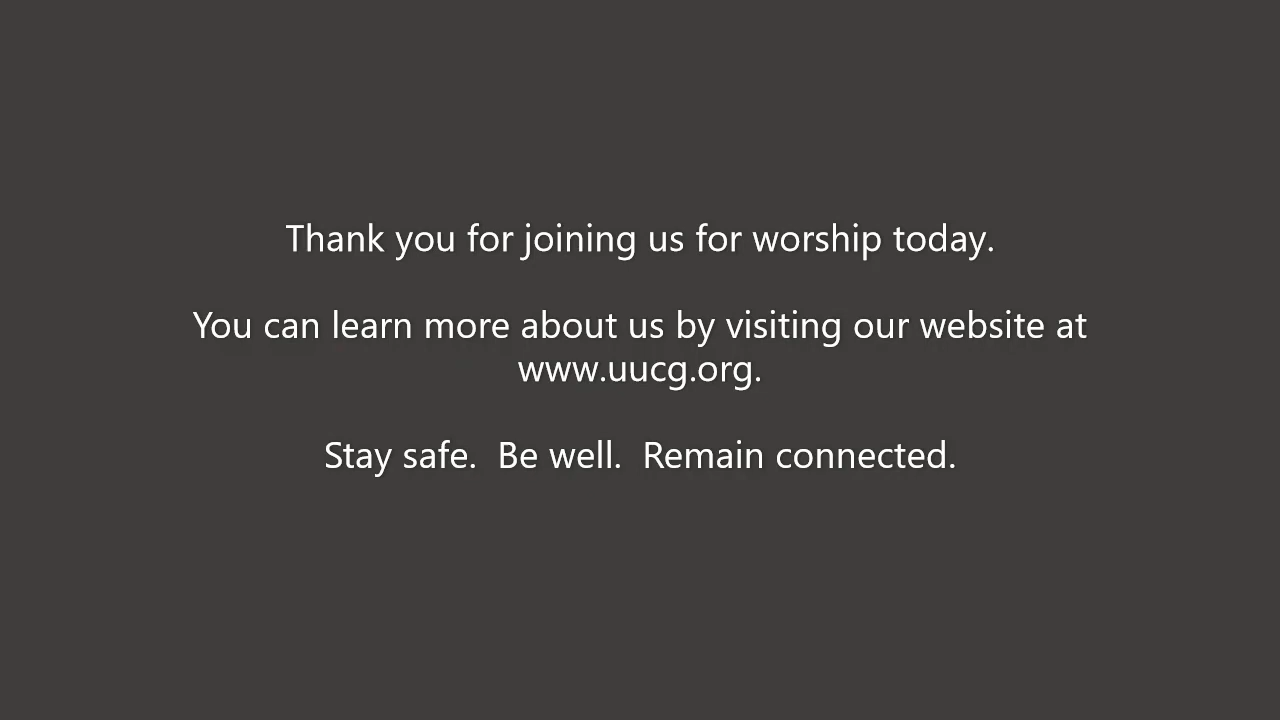 Thank you for joining us for worship today.
You can learn more about us by visiting our website at
www.uucg.org.
Stay safe.  Be well.  Remain connected.